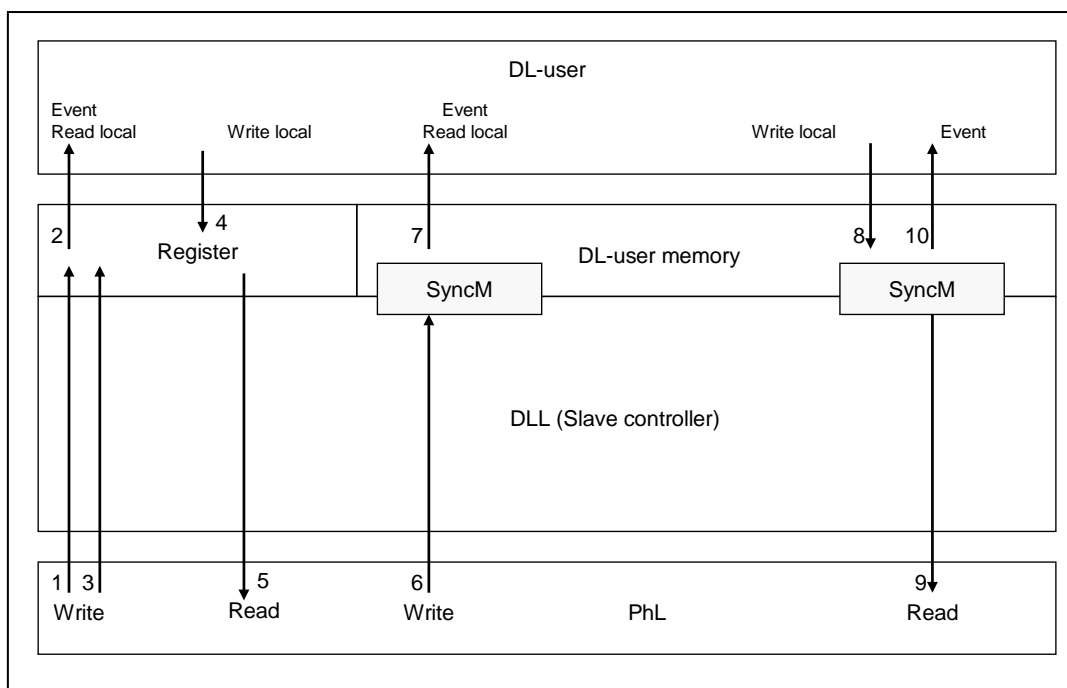 DL-user
Event
Read local
Write local
Event
Read local
Write local
Event
2
4
Register
7
DL-user memory
8
10
SyncM
SyncM
DLL (Slave controller)
1
3
5
6
9
Write
Read
Write
PhL
Read